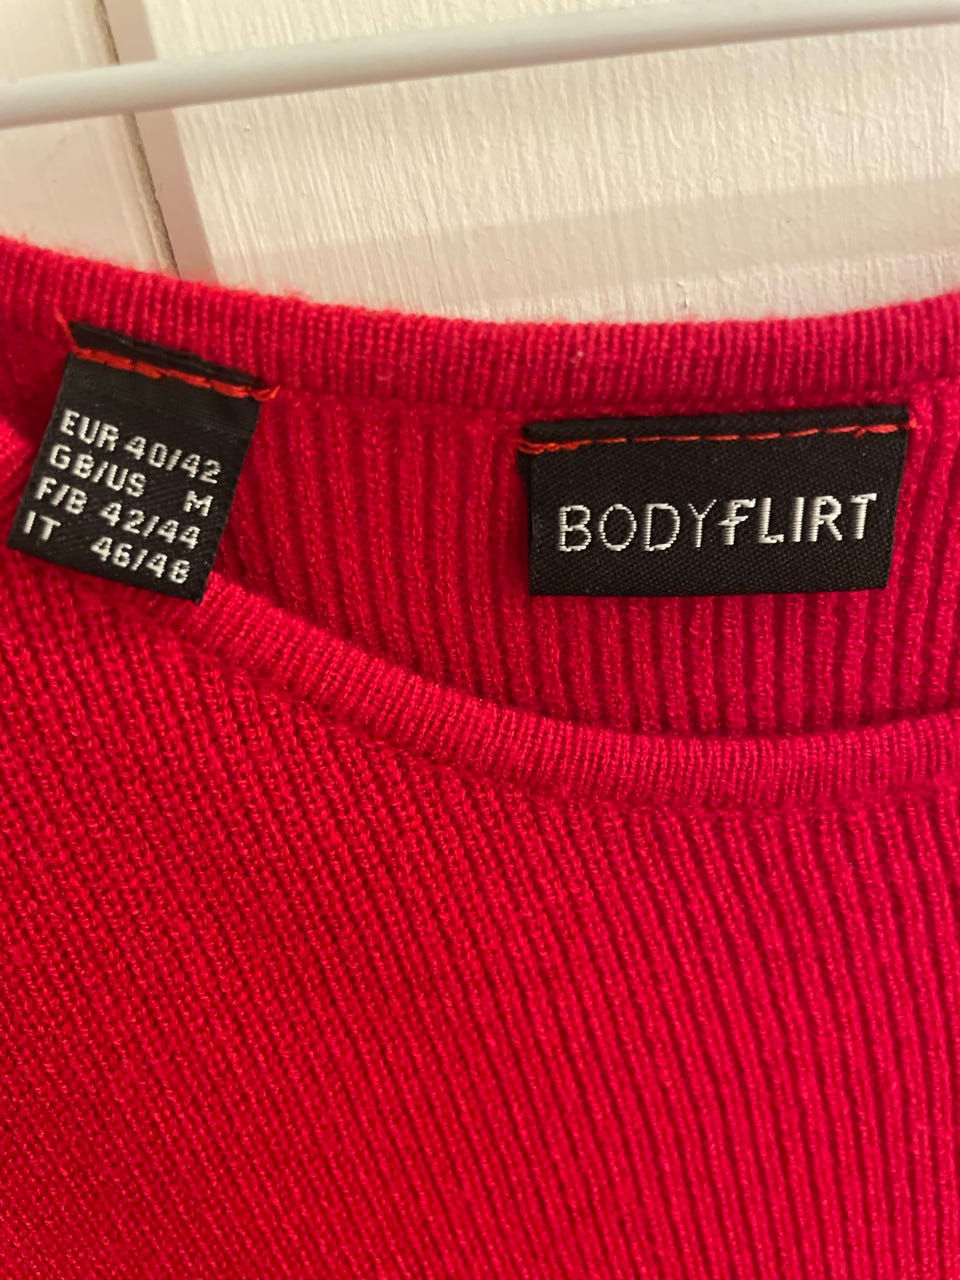 EUR 40/42
GB/US M
F/B 42/44
IT 46/48
BODYFLIRT